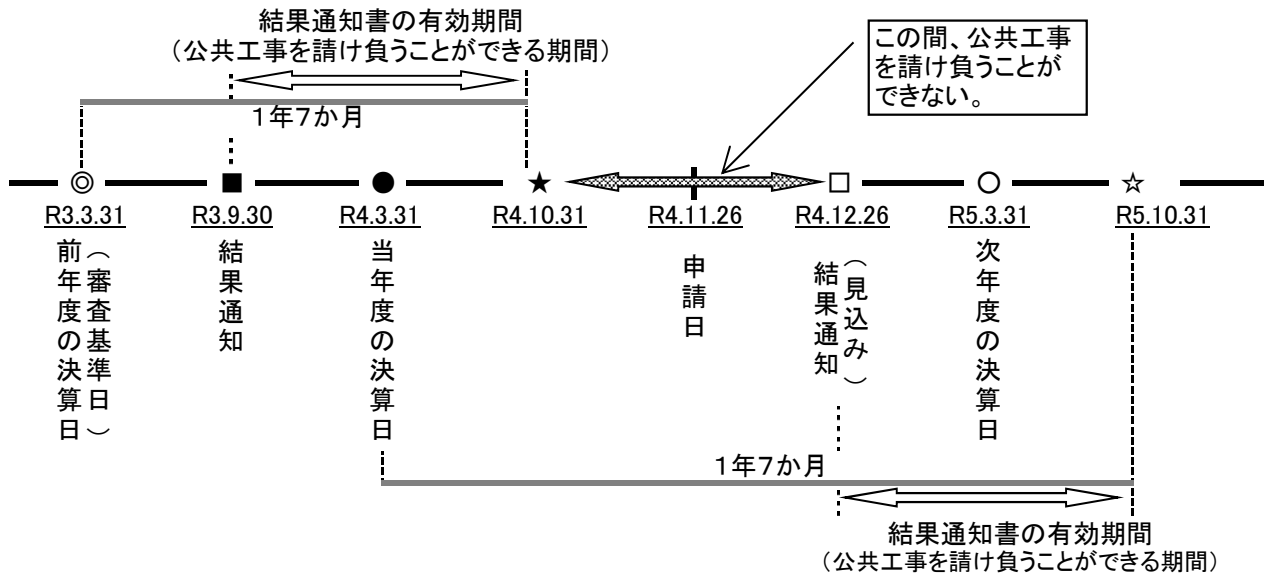 結果通知書の有効期間
(公共工事を請け負うことができる期間)
この間、公共工事
を請け負うことが
できない。
1年7か月
R3.3.31
R3.9.30
R4.3.31
R4.10.31
R4.11.26
R4.12.26
R5.3.31
R5.10.31
前年度の決算日
(審査基準日)
結果通知
当年度の決算日
申請日
結果通知
(見込み)
次年度の決算日
1年7か月
結果通知書の有効期間
(公共工事を請け負うことができる期間)